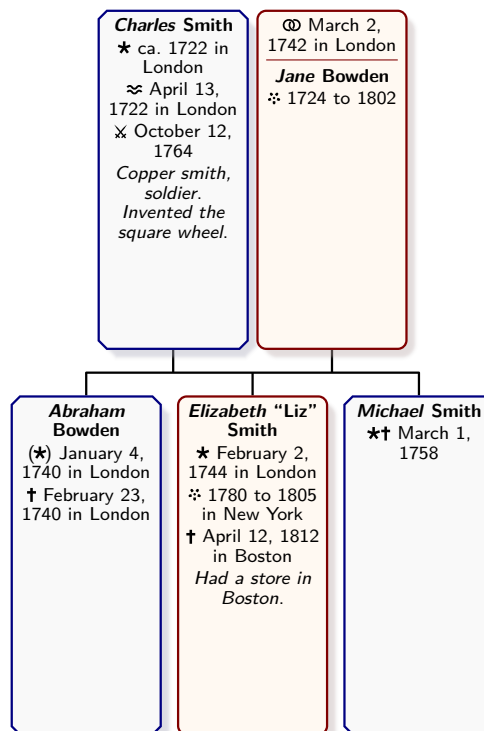 Charles Smith
★ ca. 1722 in
London
≈ April 13,
1722 in London
⚔ October 12,
1764
Copper smith,
soldier.
Invented the
square wheel.
⚭ March 2,
1742 in London
Jane Bowden
⁘ 1724 to 1802
Abraham
Bowden
(★) January 4,
1740 in London
† February 23,
1740 in London
Elizabeth “Liz”
Smith
★ February 2,
1744 in London
⁘ 1780 to 1805
in New York
† April 12, 1812
in Boston
Had a store in
Boston.
Michael Smith
★† March 1,
1758